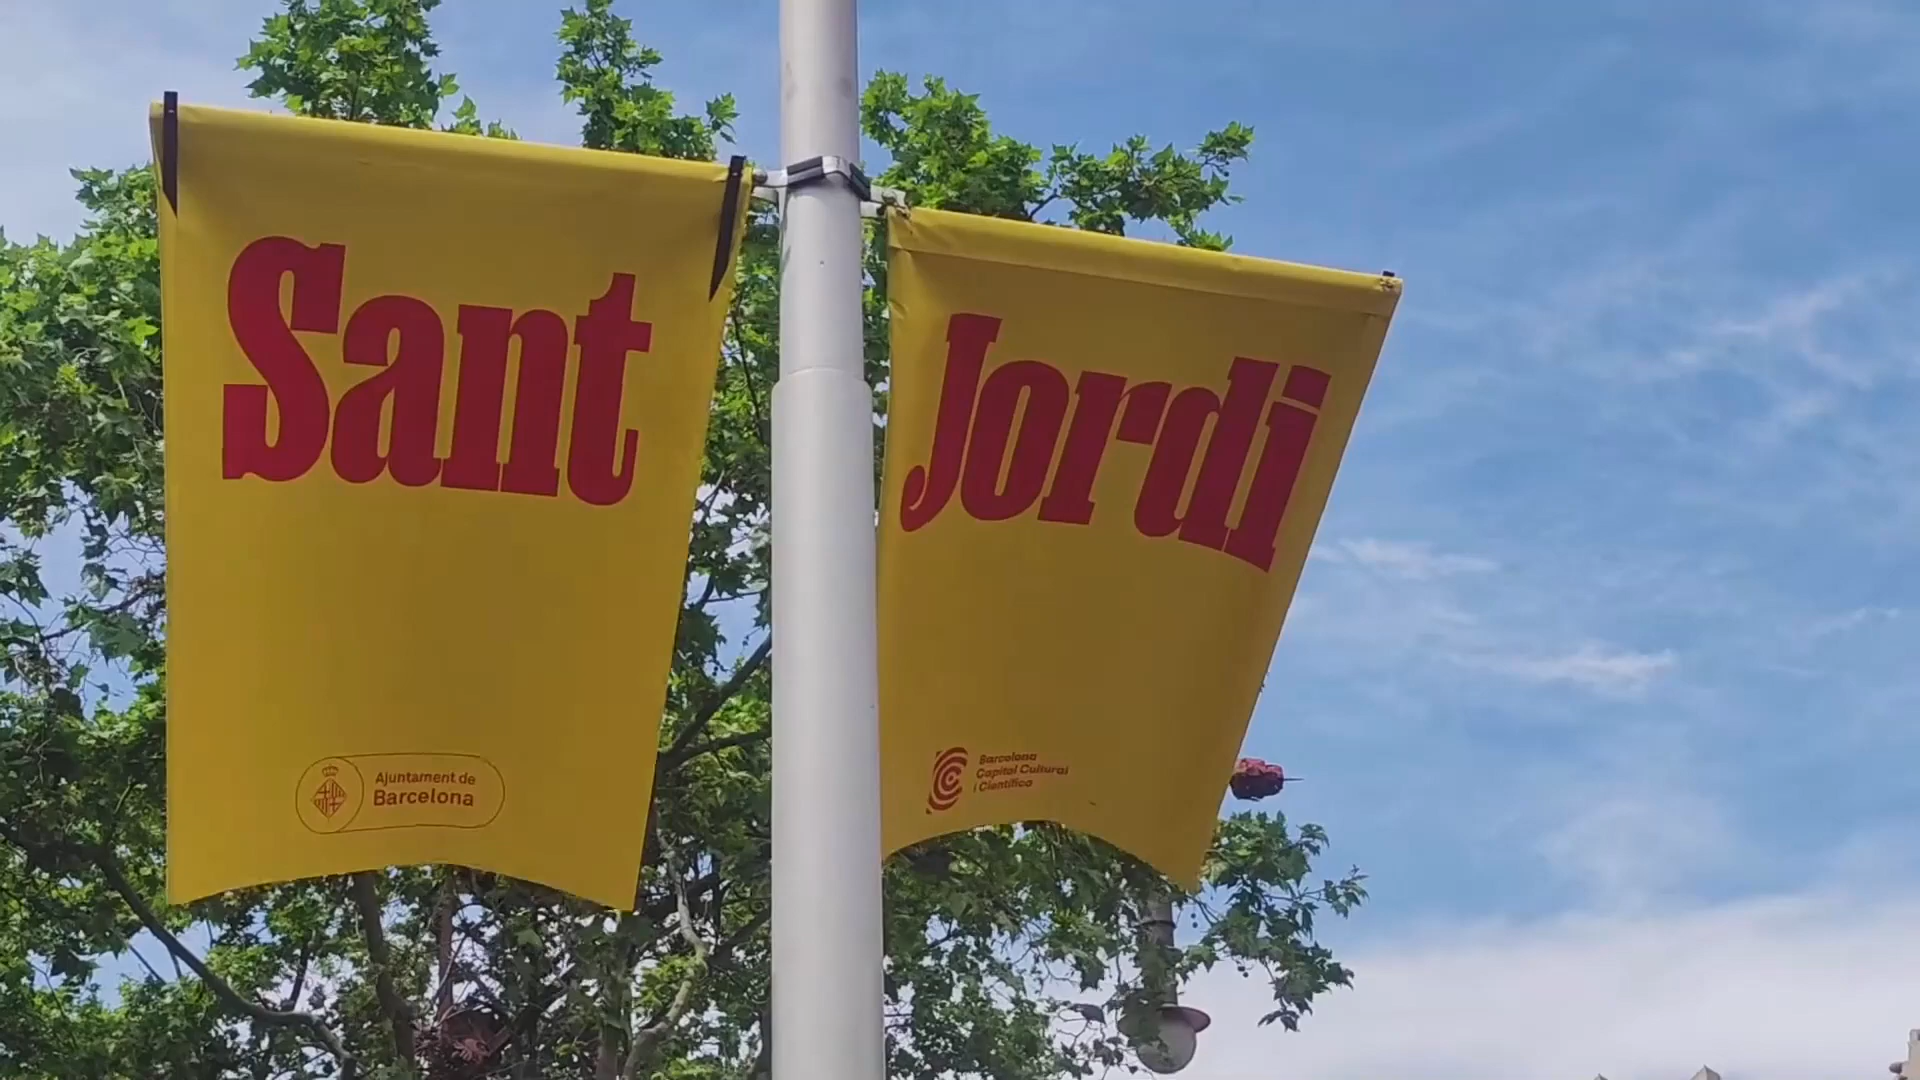 Sant
Jordi
Ajuntament de
Barcelona
Barcelona
Capital Cultural
i Científica